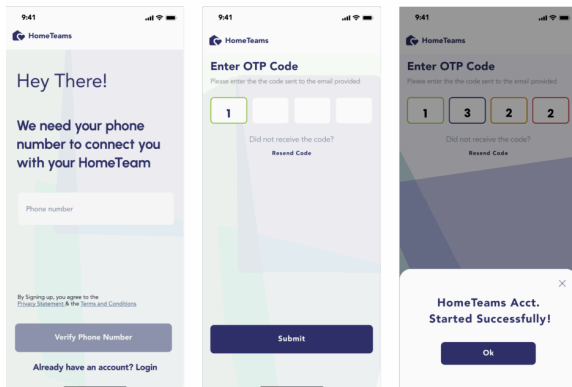 9:41
HomeTeams
Hey There!
We need your phone
number to connect you
with your HomeTeam
Phone number
By Signing up, you agree to the
Privacy Statement & the Terms and Conditions
Verify Phone Number
Already have an account? Login
9:41
HomeTeams
Enter OTP Code
Please enter the the code sent to the email provided
1
Did not receive the code?
Resend Code
Submit
9:41
HomeTeams
Enter OTP Code
Please enter the the code sent to the email provided
1 3 2 2
Did not receive the code?
Resend Code
HomeTeams Acct.
Started Successfully!
Ok